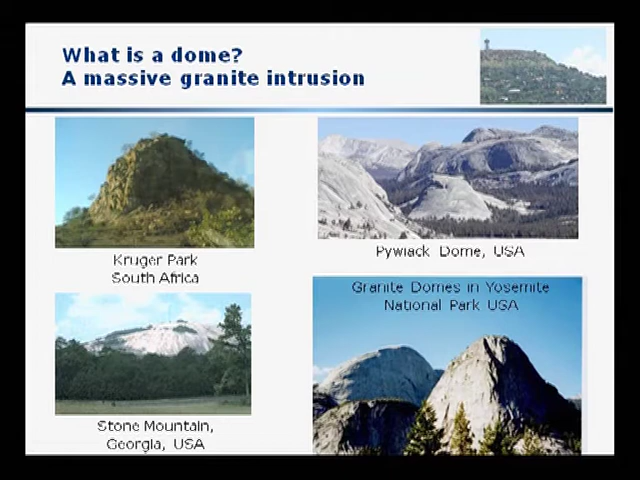 What is a dome?
A massive granite intrusion
Kruger Park
South Africa
Pywiack Dome, USA
Granite Domes in Yosemite
National Park USA
Stone Mountain,
Georgia, USA